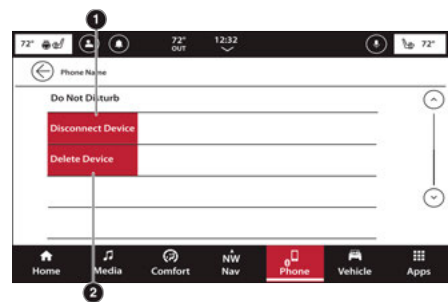 1
72° 72° OUT 12:32 72°
Phone Name
Do Not Disturb
Disconnect Device
Delete Device
NW
Home Media Comfort Nav Phone Vehicle Apps
2